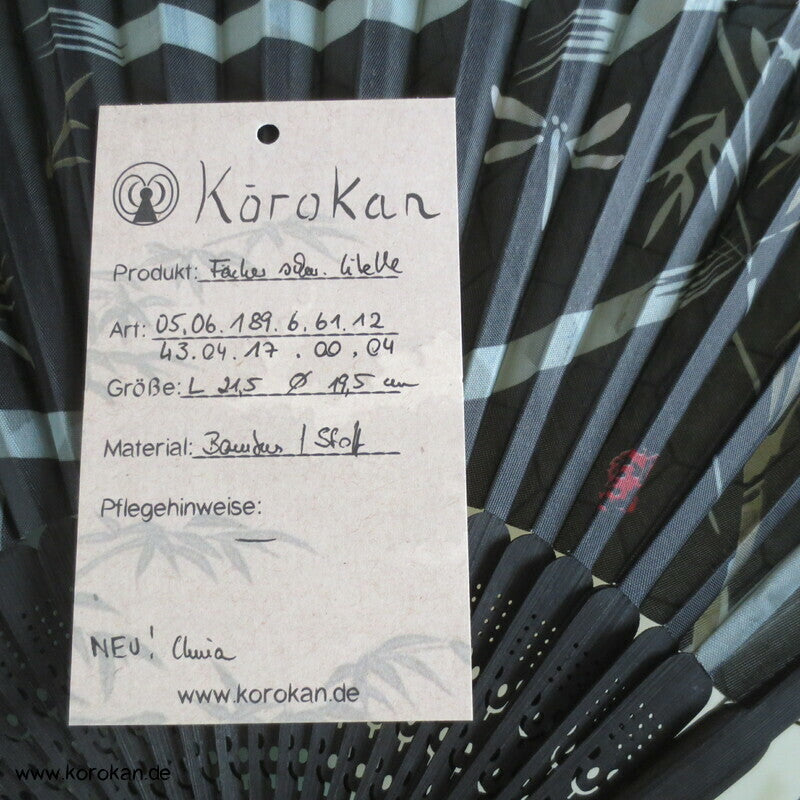 Kōrokan
Produkt: Fächer schw. Libelle
Art: 05.06.189.6.61.12
43.04.17.00.04
Größe: L 21,5 Ø 19,5 cm
Material: Bambus / Stoff
Pflegehinweise:
—
NEU! China
www.korokan.de
www.korokan.de